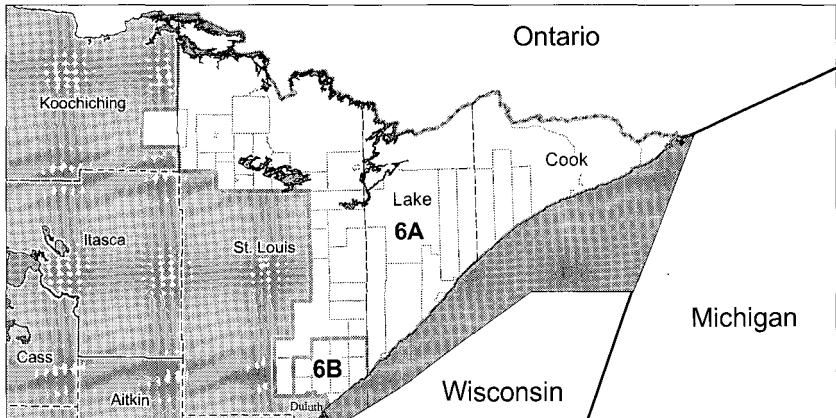 Ontario
Koochiching
Cook
Lake
6A
Itasca
St. Louis
Michigan
Cass
6B
Wisconsin
Aitkin
Duluth